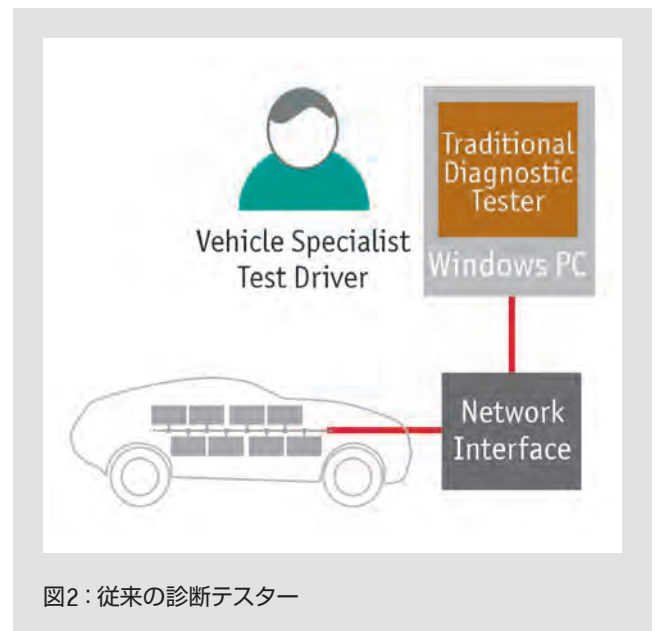 Traditional
Diagnostic
Tester
Windows PC
Vehicle Specialist
Test Driver
Network
Interface
図2：従来の診断テスター